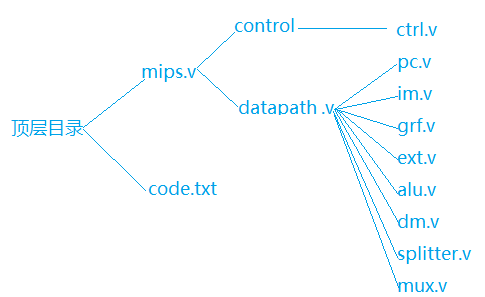 顶层目录
mips.v
control
ctrl.v
datapath .v
pc.v
im.v
grf.v
ext.v
alu.v
dm.v
splitter.v
mux.v
code.txt